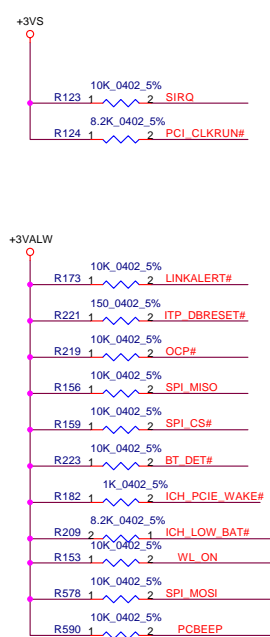 +3VS
10K_0402_5%
R123 1 2 SIRQ
8.2K_0402_5%
R124 1 2 PCI_CLKRUN#
+3VALW
10K_0402_5%
R173 1 2 LINKALERT#
150_0402_5%
R221 1 2 ITP_DBRESET#
10K_0402_5%
R219 1 2 OCP#
10K_0402_5%
R156 1 2 SPI_MISO
10K_0402_5%
R159 1 2 SPI_CS#
10K_0402_5%
R223 1 2 BT_DET#
1K_0402_5%
R182 1 2 ICH_PCIE_WAKE#
8.2K_0402_5%
R209 2 1 ICH_LOW_BAT#
10K_0402_5%
R153 1 2 WL_ON
10K_0402_5%
R578 1 2 SPI_MOSI
10K_0402_5%
R590 1 2 PCBEEP